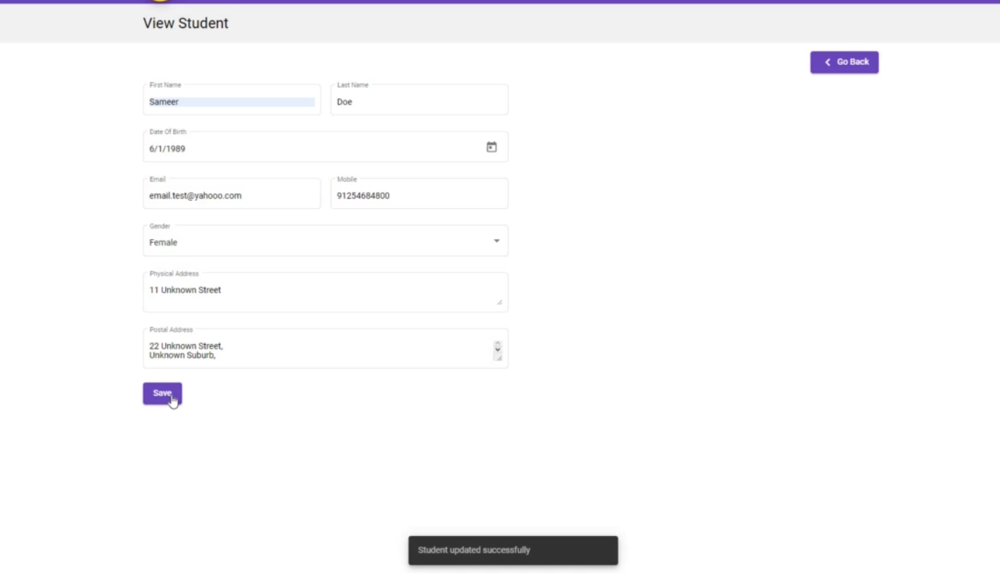 View Student
Go Back
First Name
Sameer
Last Name
Doe
Date Of Birth
6/1/1989
Email
email.test@yahooo.com
Mobile
91254684800
Gender
Female
Physical Address
11 Unknown Street
Postal Address
22 Unknown Street,
Unknown Suburb,
Save
Student updated successfully